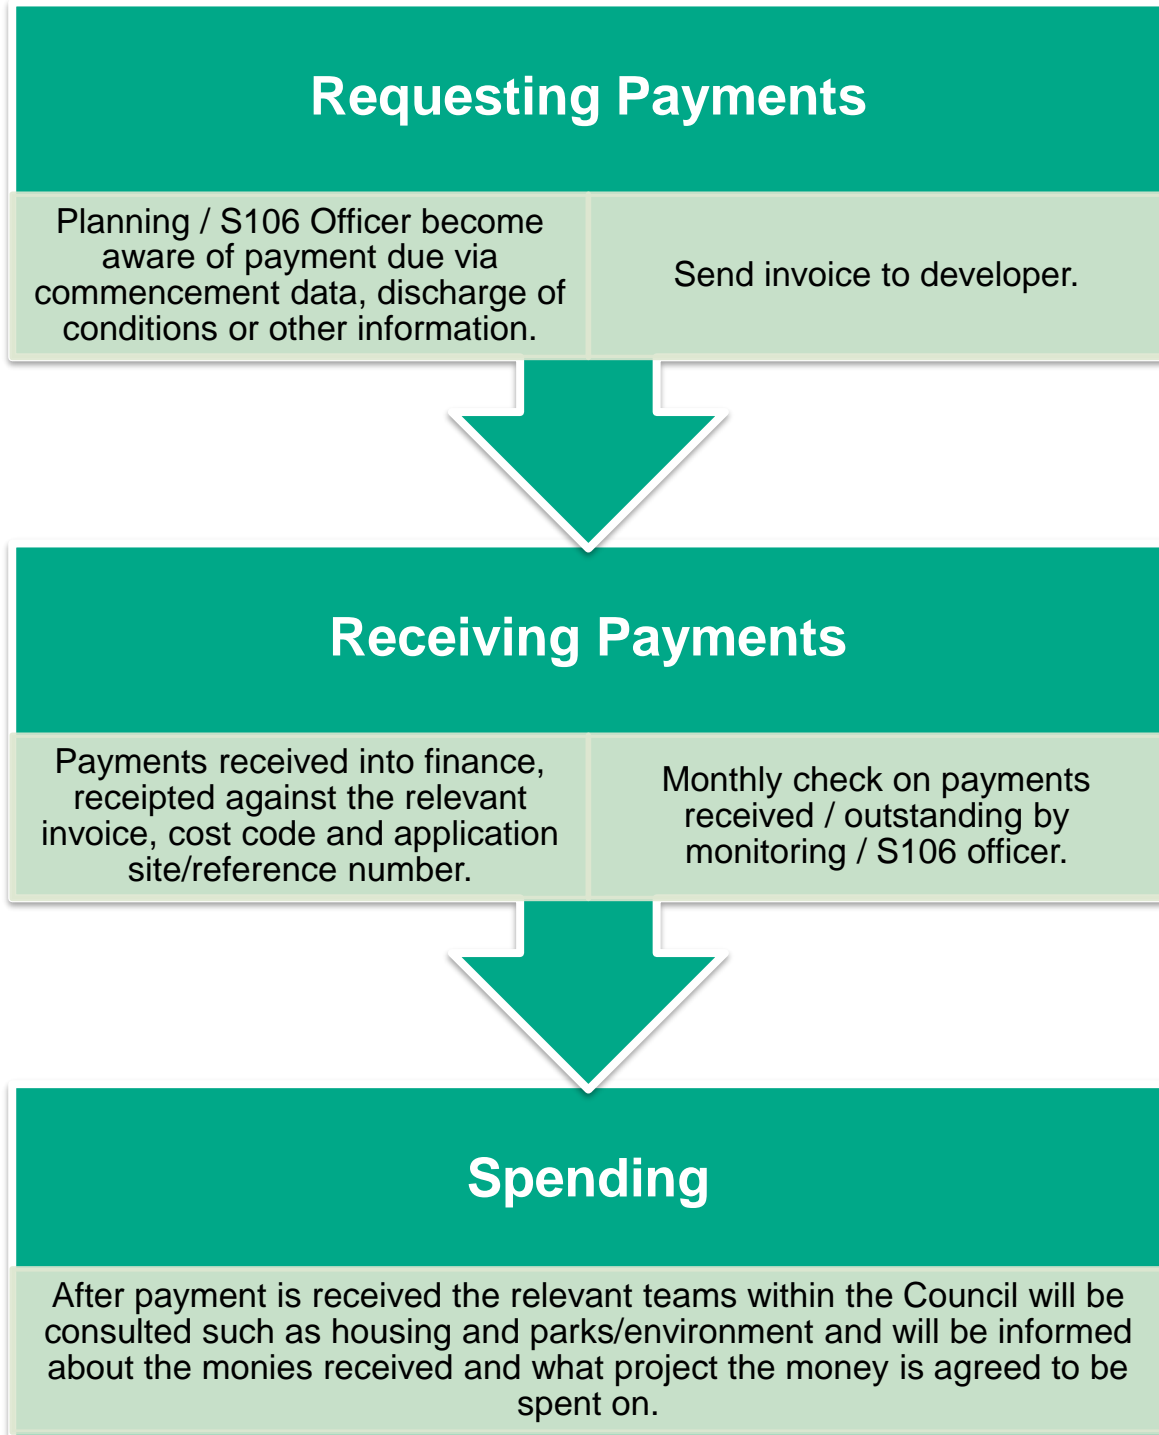 Requesting Payments
Planning / S106 Officer become
aware of payment due via
commencement data, discharge of
conditions or other information.
Send invoice to developer.
Receiving Payments
Payments received into finance,
receipted against the relevant
invoice, cost code and application
site/reference number.
Monthly check on payments
received / outstanding by
monitoring / S106 officer.
Spending
After payment is received the relevant teams within the Council will be
consulted such as housing and parks/environment and will be informed
about the monies received and what project the money is agreed to be
spent on.